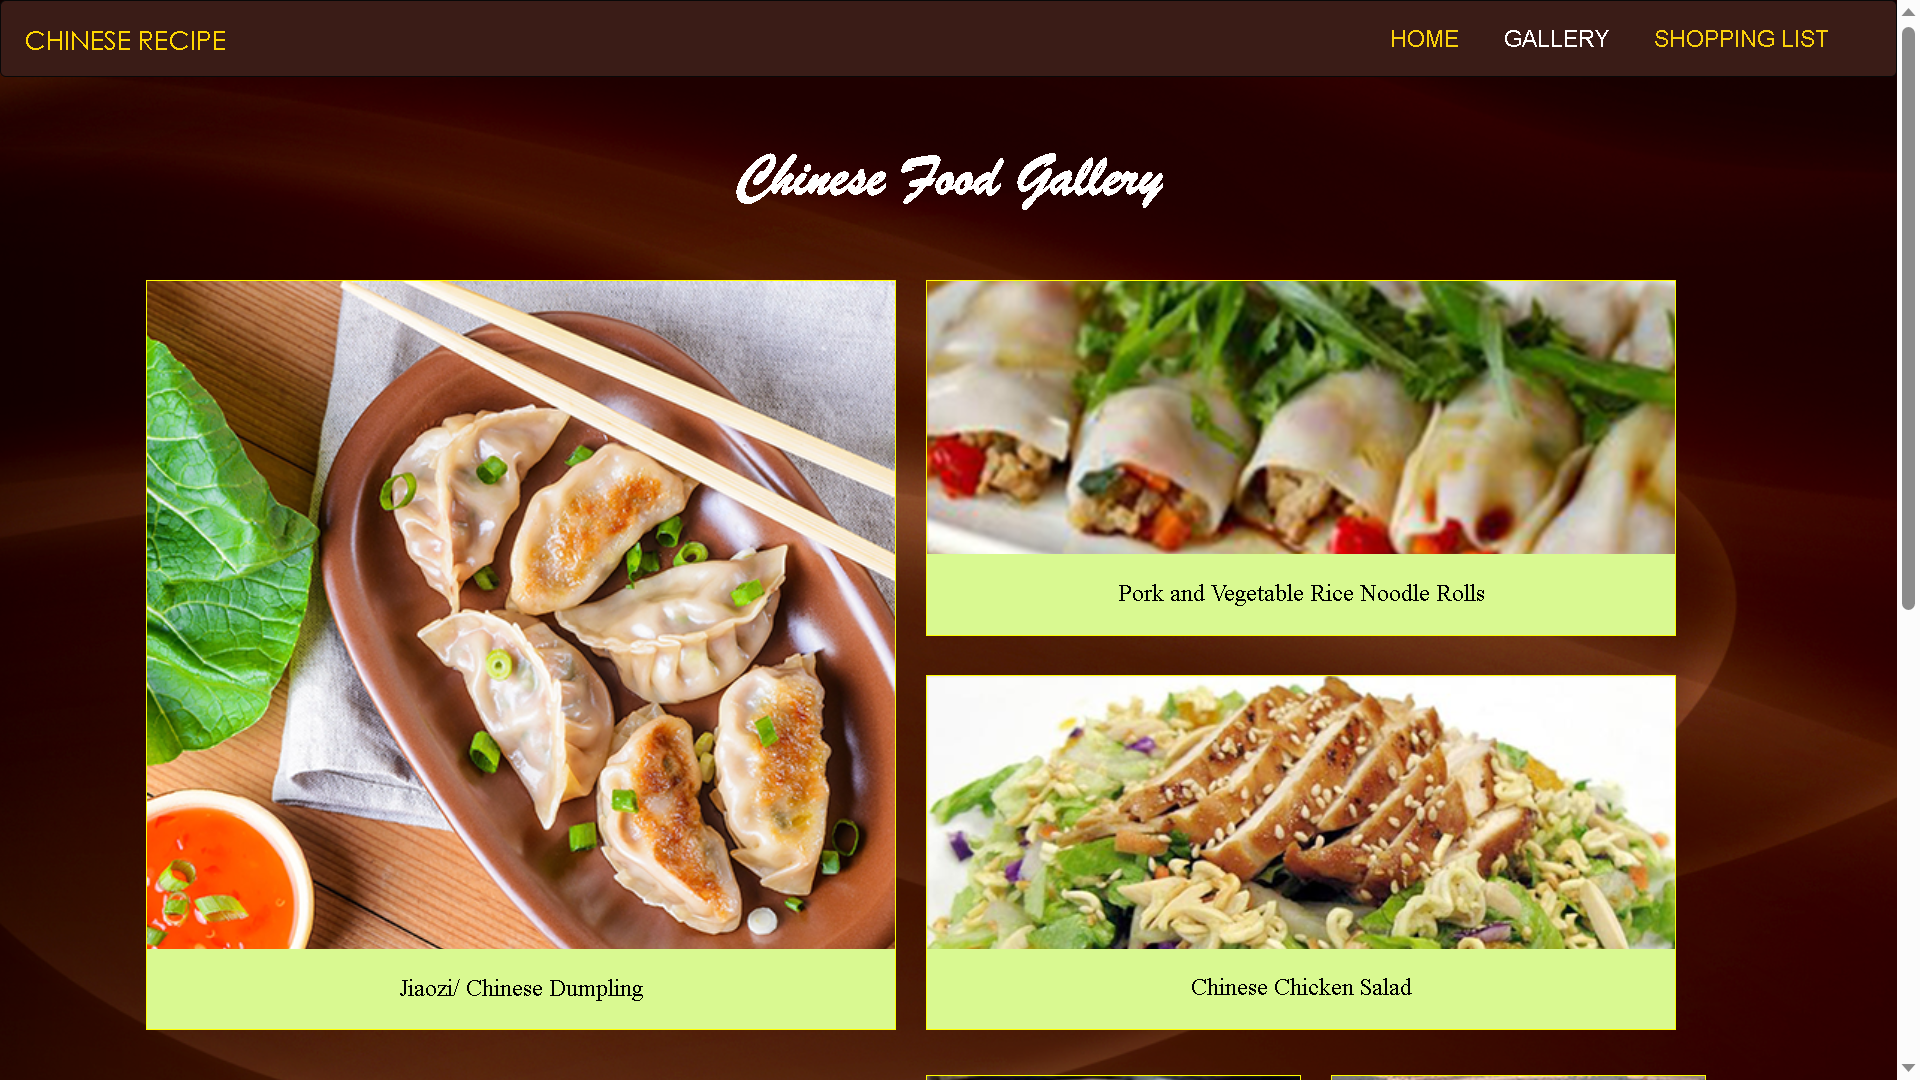 CHINESE RECIPE
HOME
GALLERY
SHOPPING LIST
Chinese Food Gallery
Pork and Vegetable Rice Noodle Rolls
Jiaozi/ Chinese Dumpling
Chinese Chicken Salad